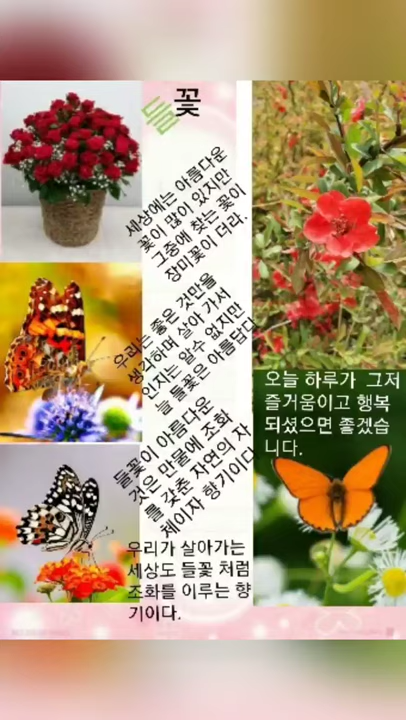 들꽃
세상에는 아름다운
꽃이 많이 있지만
그중에 찾는 꽃이
장미꽃이 더라.
우리는 좋은 것만을
생각하며 살아 가서
인지는 알수 없지만
늘 들꽃은 아름답다
들꽃이 아름다운
것은 만물에 조화
를 갖춘 자연의 자
체이자 향기이다
우리가 살아가는
세상도 들꽃 처럼
조화를 이루는 향
기이다.
오늘 하루가 그저
즐거움이고 행복
되셨으면 좋겠습
니다.